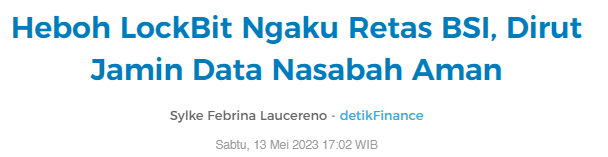 Heboh LockBit Ngaku Retas BSI, Dirut
Jamin Data Nasabah Aman
Sylke Febrina Laucereno - detikFinance
Sabtu, 13 Mei 2023 17:02 WIB